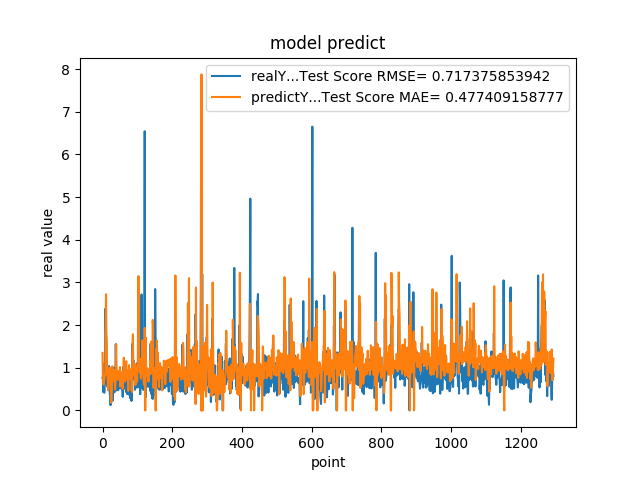 model predict
realY...Test Score RMSE= 0.717375853942
predictY...Test Score MAE= 0.477409158777
real value
8
7
6
5
4
3
2
1
0
0 200 400 600 800 1000 1200
point